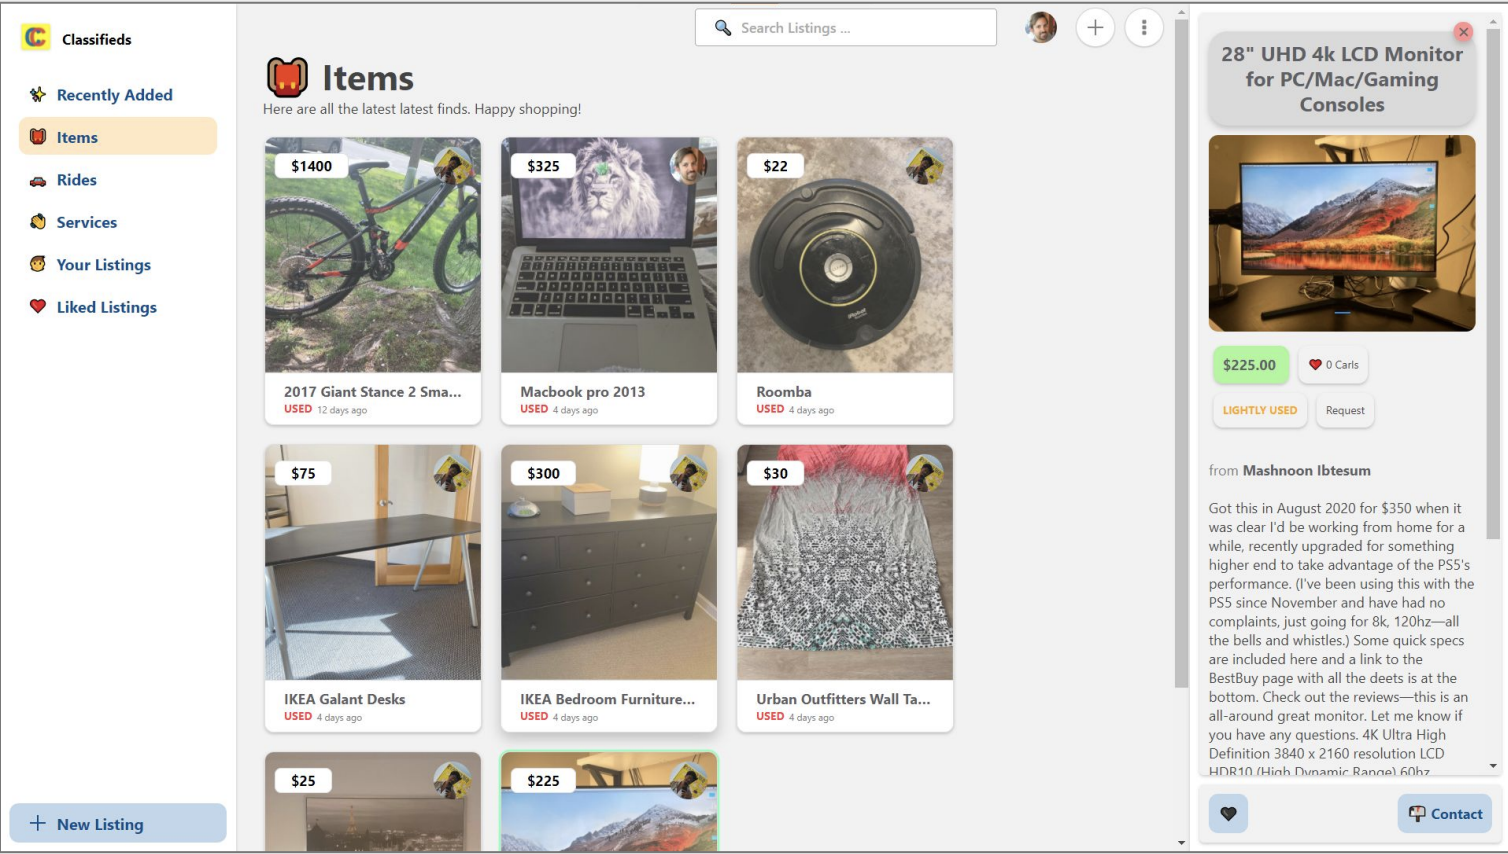 Classifieds
Recently Added
Items
Rides
Services
Your Listings
Liked Listings
New Listing
Search Listings ...
Items
Here are all the latest latest finds. Happy shopping!
$1400
2017 Giant Stance 2 Sma...
USED 12 days ago
$325
Macbook pro 2013
USED 4 days ago
$22
Roomba
USED 4 days ago
$75
IKEA Galant Desks
USED 4 days ago
$300
IKEA Bedroom Furniture...
USED 4 days ago
$30
Urban Outfitters Wall Ta...
USED 4 days ago
$25
$225
28" UHD 4k LCD Monitor
for PC/Mac/Gaming
Consoles
$225.00
0 Carls
LIGHTLY USED
Request
from Mashnoon Ibtesum
Got this in August 2020 for $350 when it
was clear I'd be working from home for a
while, recently upgraded for something
higher end to take advantage of the PS5's
performance. (I've been using this with the
PS5 since November and have had no
complaints, just going for 8k, 120hz—all
the bells and whistles.) Some quick specs
are included here and a link to the
BestBuy page with all the deets is at the
bottom. Check out the reviews—this is an
all-around great monitor. Let me know if
you have any questions. 4K Ultra High
Definition 3840 x 2160 resolution LCD
HDR10 (High Dynamic Range) 60hz
Contact